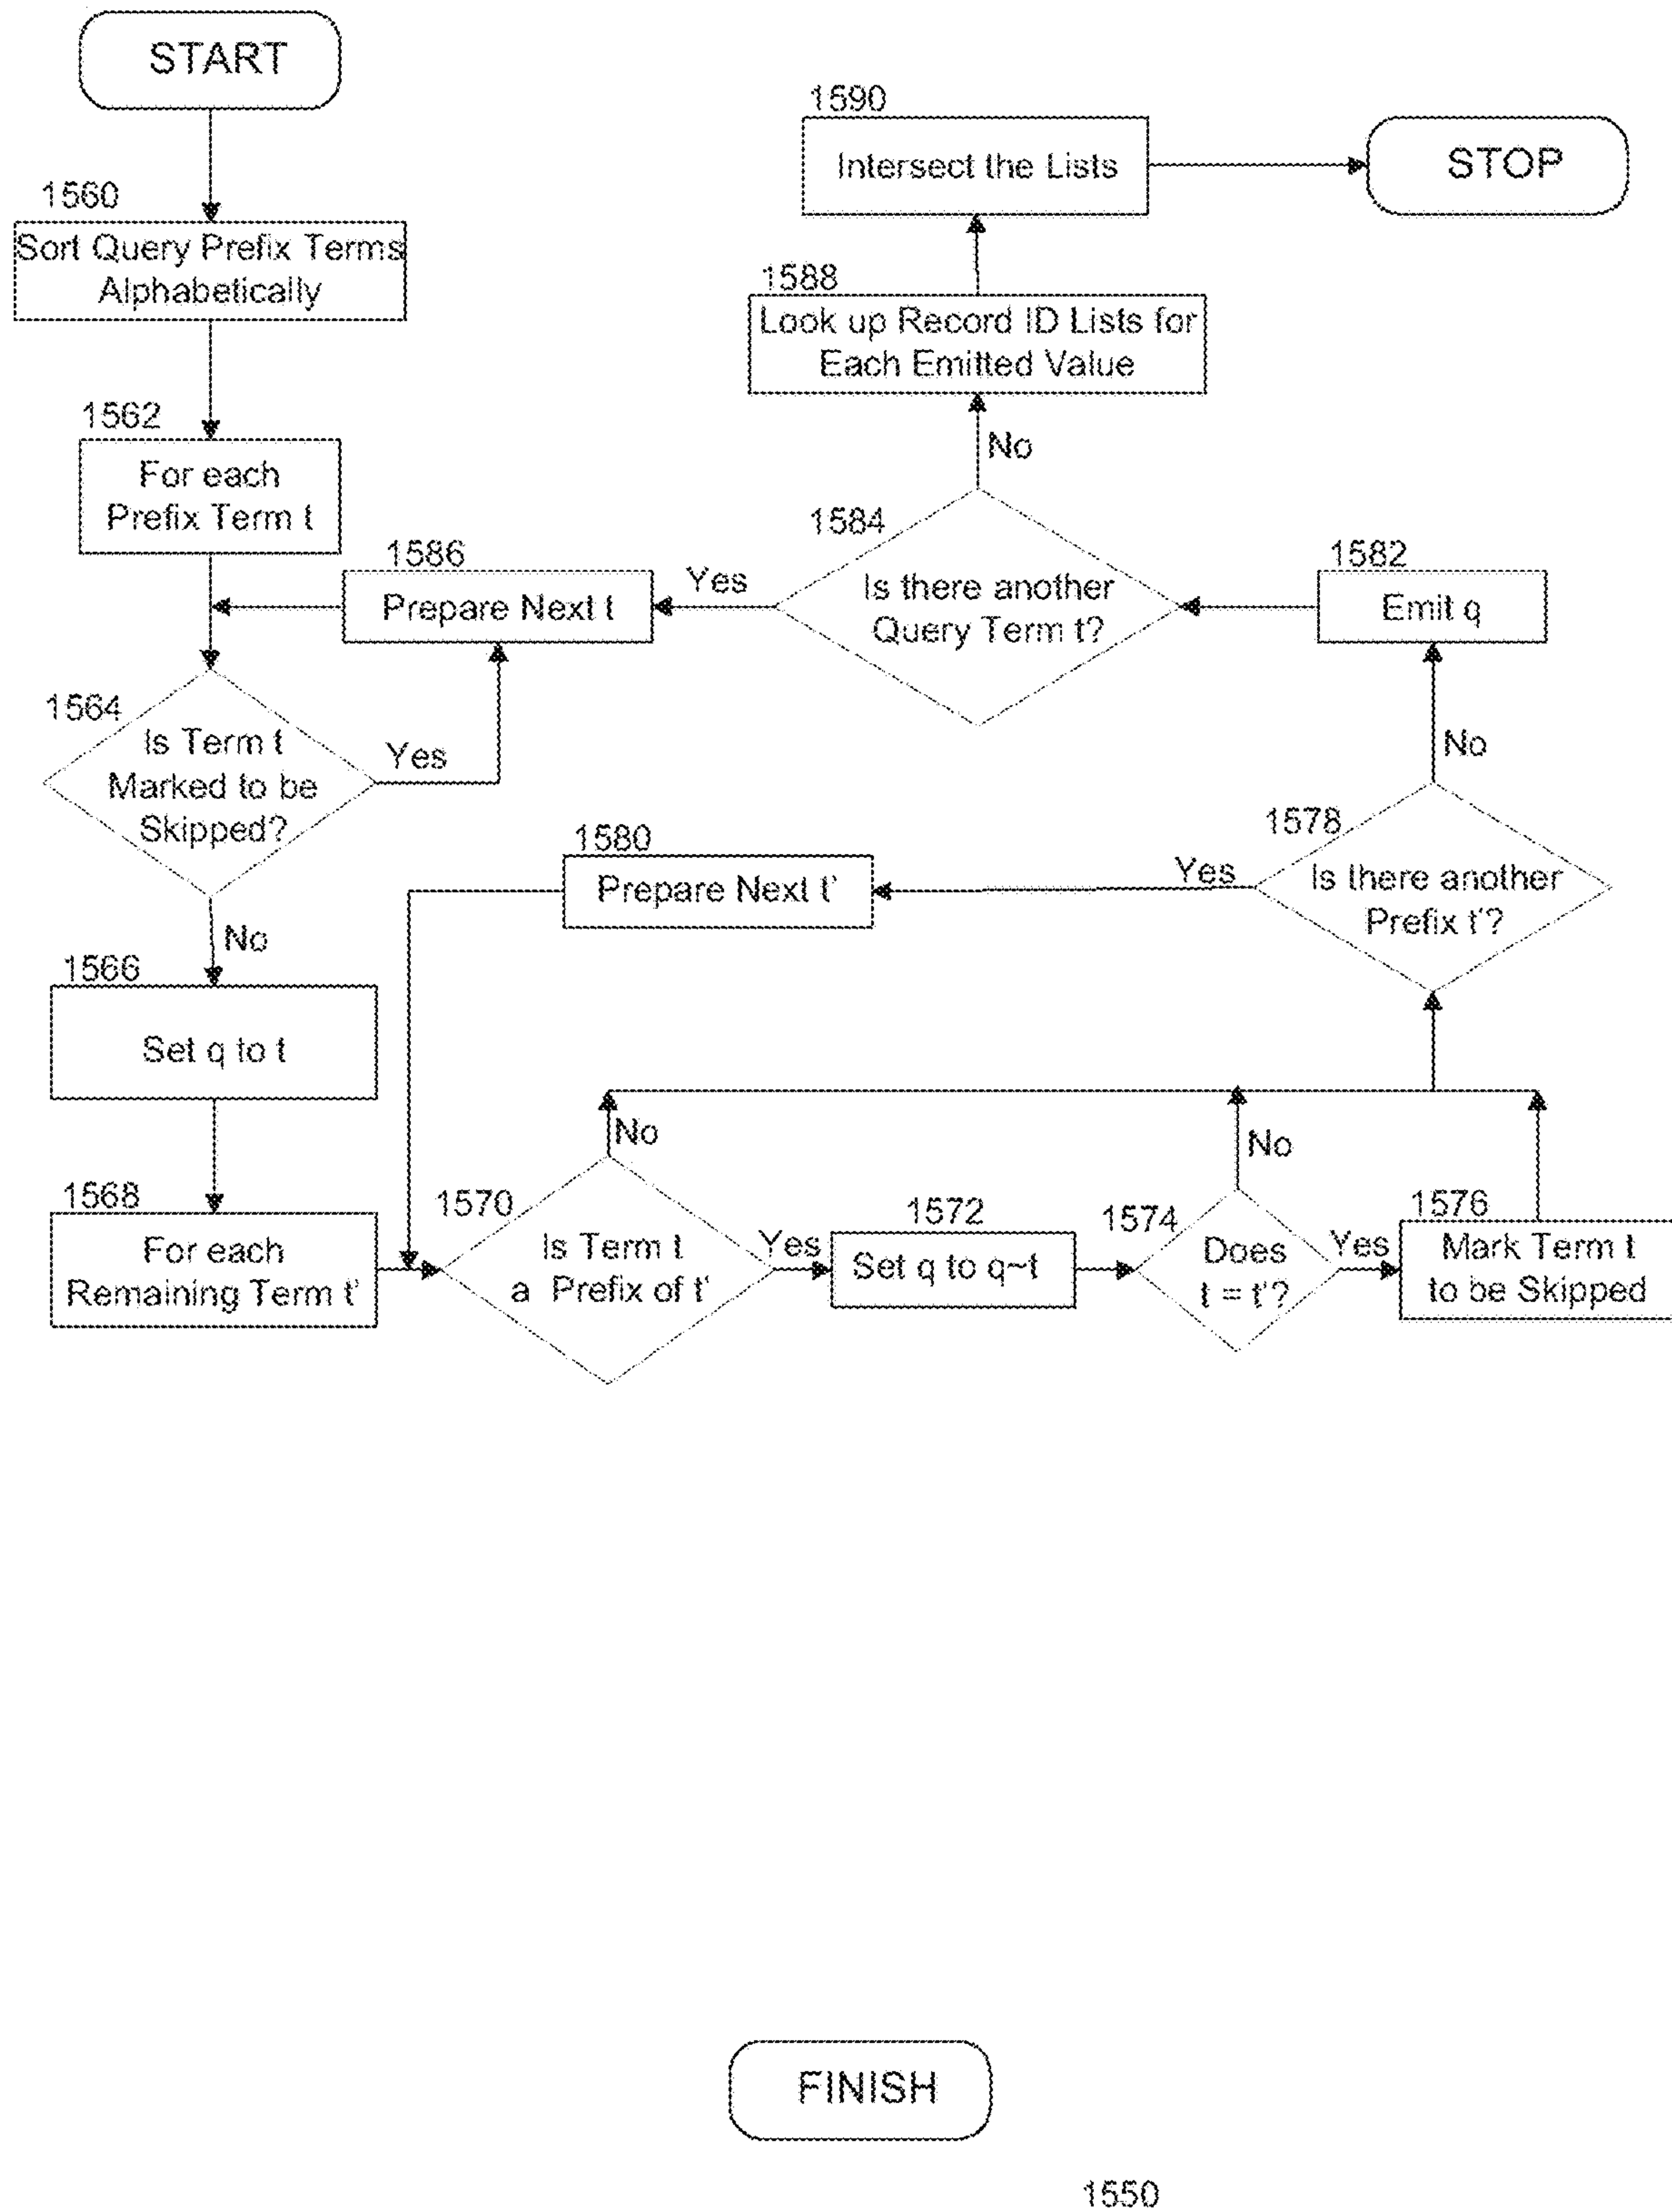 START
1560
Sort Query Prefix Terms
Alphabetically
1562
For each
Prefix Term t
1564
Is Term t
Marked to be
Skipped?
Yes
No
1566
Set q to t
1568
For each
Remaining Term t'
1570
Is Term t
a Prefix of t'
No
Yes
1572
Set q to q~t
1574
Does
t = t'?
No
Yes
1576
Mark Term t
to be Skipped
1578
Is there another
Prefix t'?
Yes
No
1580
Prepare Next t'
1582
Emit q
1584
Is there another
Query Term t?
Yes
No
1586
Prepare Next t
1588
Look up Record ID Lists for
Each Emitted Value
1590
Intersect the Lists
STOP
FINISH
1550